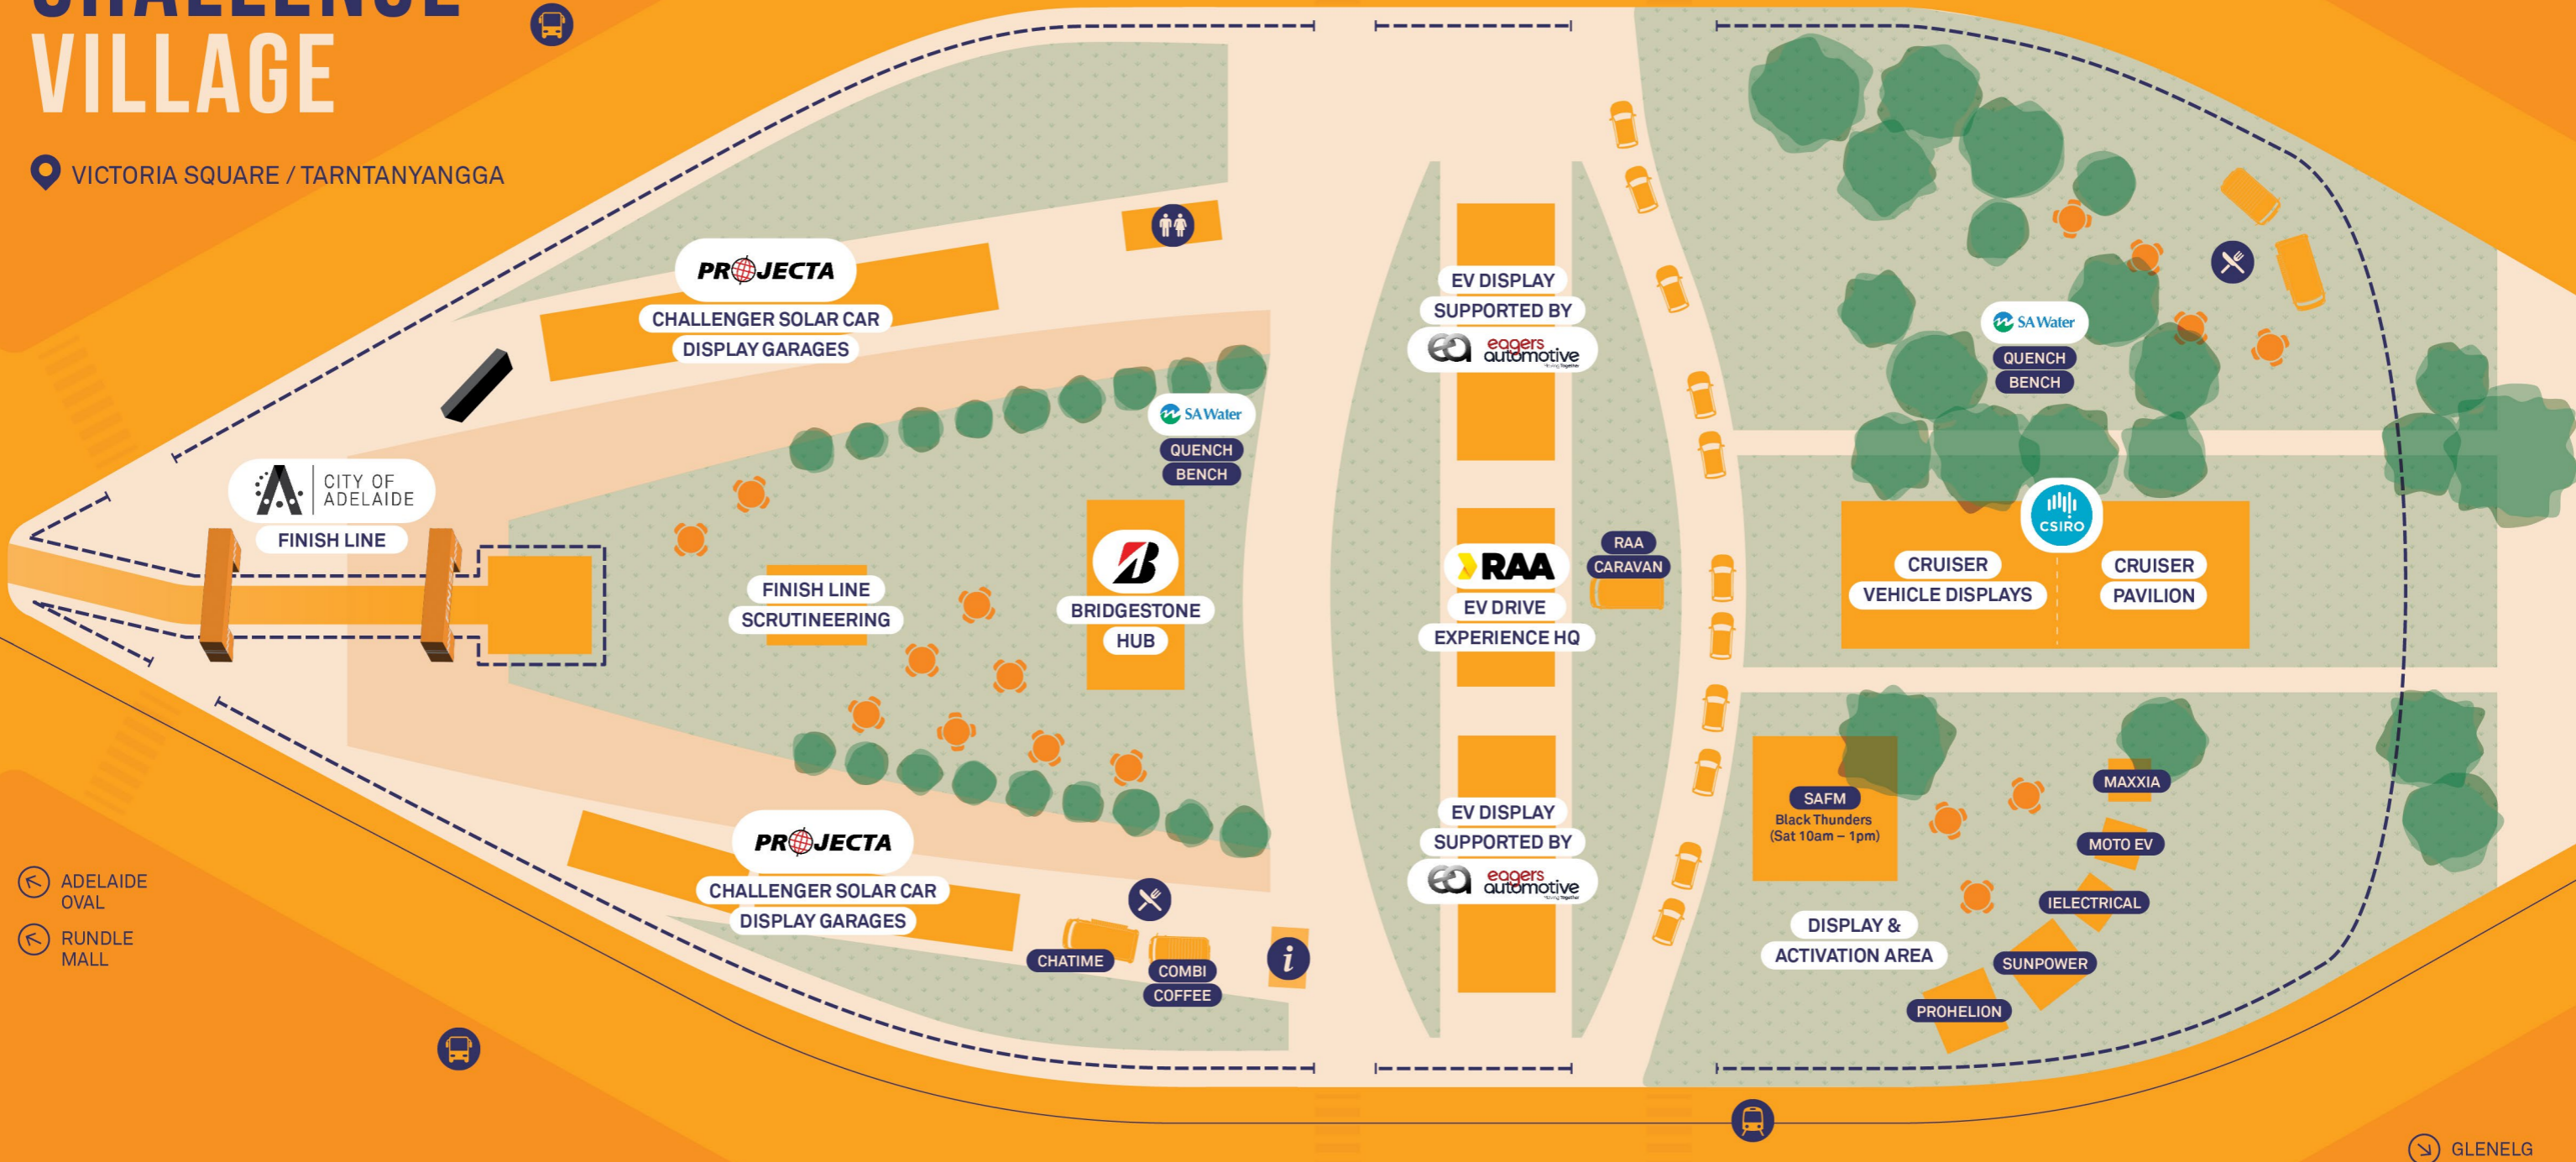 CHALLENGE
VILLAGE
VICTORIA SQUARE / TARNTANYANGGA
PROJECTA
CHALLENGER SOLAR CAR
DISPLAY GARAGES
CITY OF
ADELAIDE
FINISH LINE
SA Water
QUENCH
BENCH
FINISH LINE
SCRUTINEERING
BRIDGESTONE
HUB
PROJECTA
CHALLENGER SOLAR CAR
DISPLAY GARAGES
CHATIME
COMBI
COFFEE
i
EV DISPLAY
SUPPORTED BY
ea eagers
automotive
RAA
EV DRIVE
EXPERIENCE HQ
RAA
CARAVAN
EV DISPLAY
SUPPORTED BY
ea eagers
automotive
SA Water
QUENCH
BENCH
CSIRO
CRUISER
VEHICLE DISPLAYS
CRUISER
PAVILION
SAFM
Black Thunders
(Sat 10am – 1pm)
MAXXIA
MOTO EV
IELECTRICAL
SUNPOWER
PROHELION
DISPLAY &
ACTIVATION AREA
ADELAIDE
OVAL
RUNDLE
MALL
GLENELG